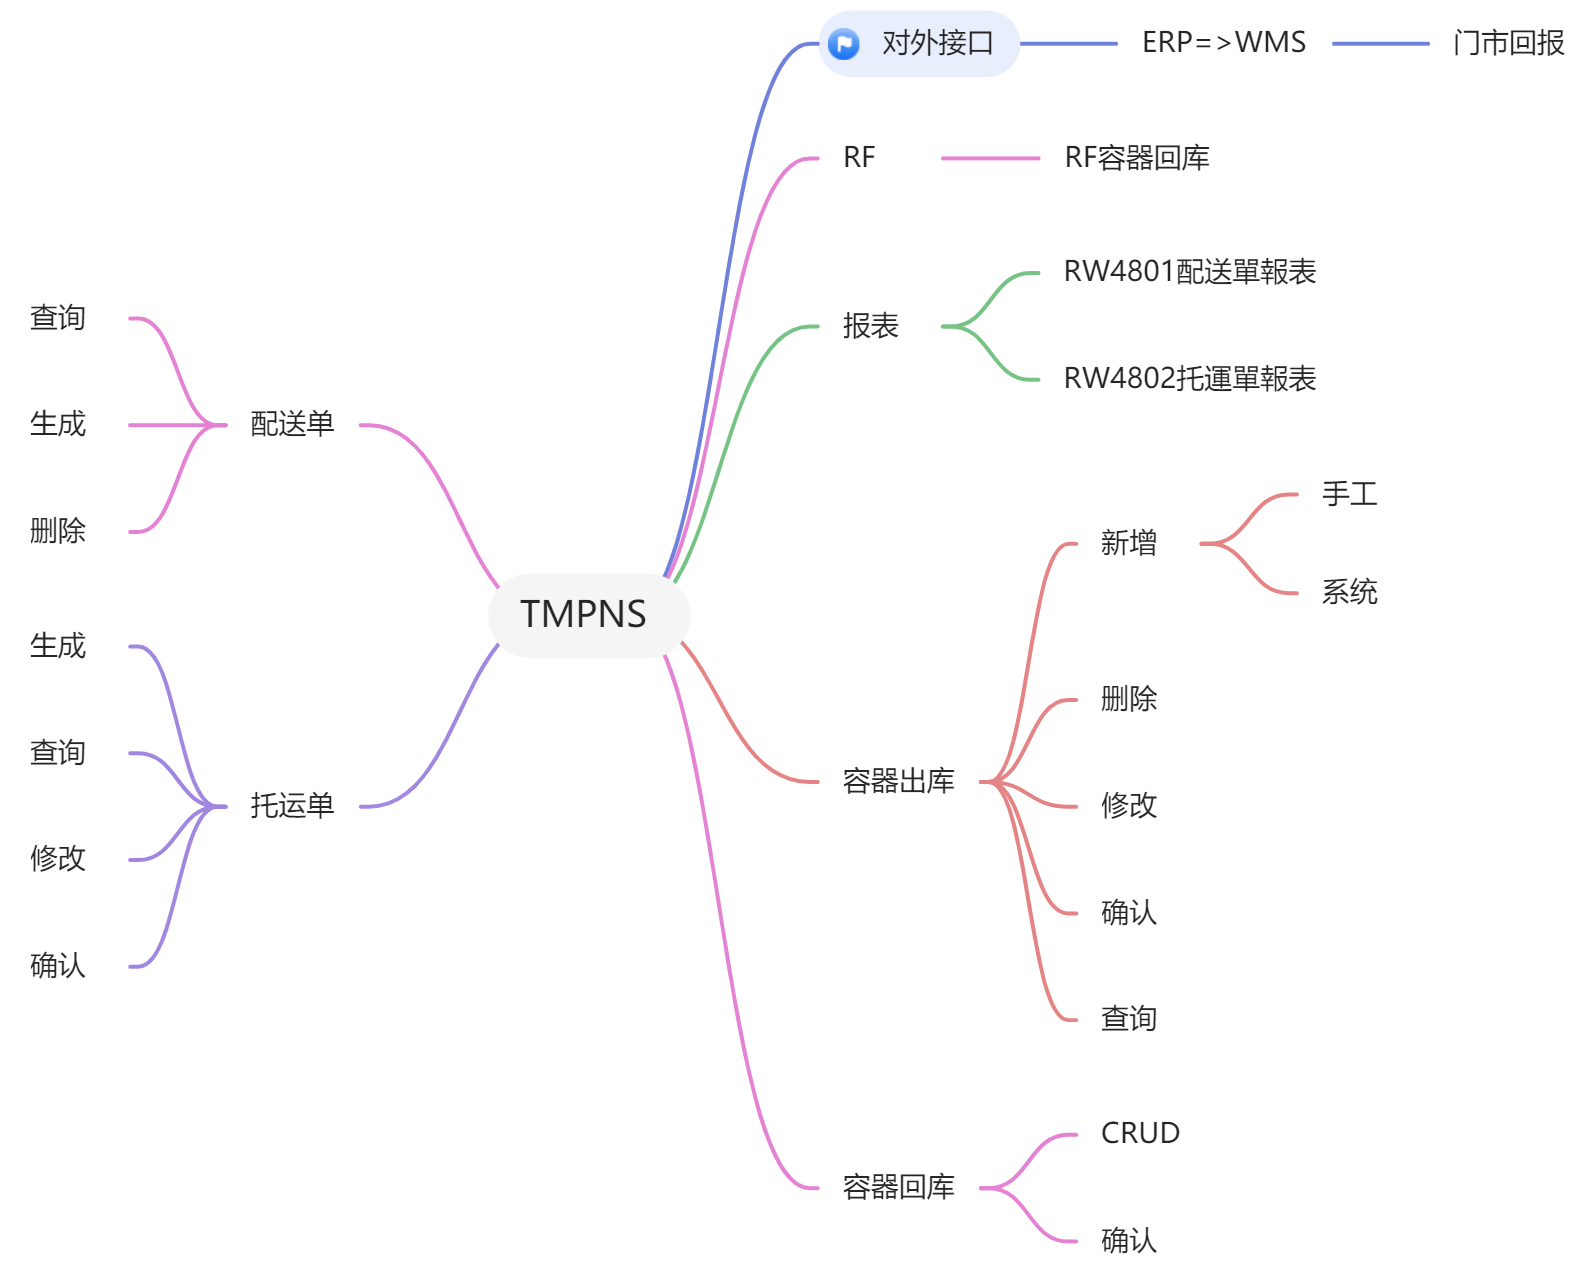 TMPNS
对外接口
ERP=>WMS
门市回报
RF
RF容器回库
报表
RW4801配送單報表
RW4802托運單報表
容器出库
新增
手工
系统
删除
修改
确认
查询
容器回库
CRUD
确认
配送单
查询
生成
删除
托运单
生成
查询
修改
确认